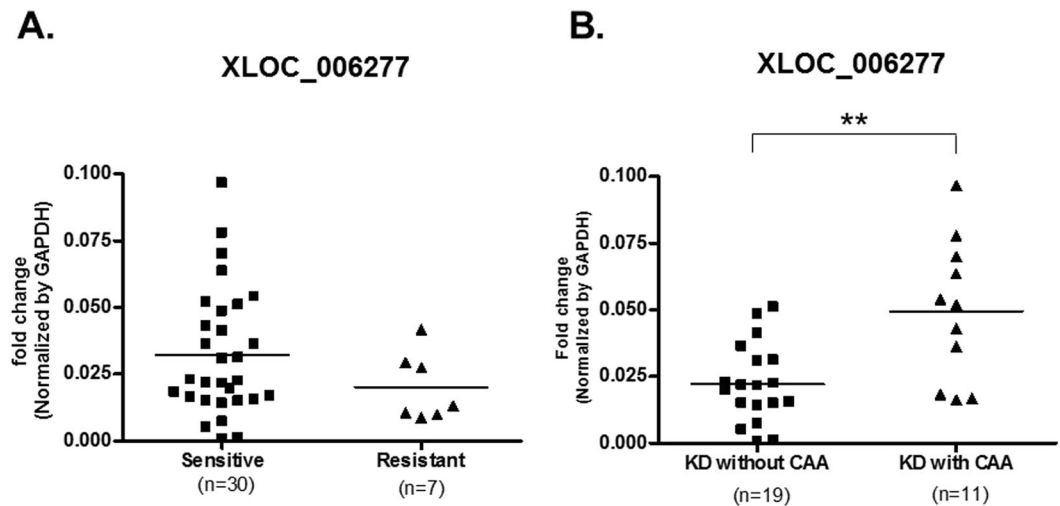 A.
XLOC_006277
fold change
(Normalized by GAPDH)
0.100
0.075
0.050
0.025
0.000
Sensitive
(n=30)
Resistant
(n=7)
B.
XLOC_006277
**
Fold change
(Normalized by GAPDH)
0.100
0.075
0.050
0.025
0.000
KD without CAA
(n=19)
KD with CAA
(n=11)